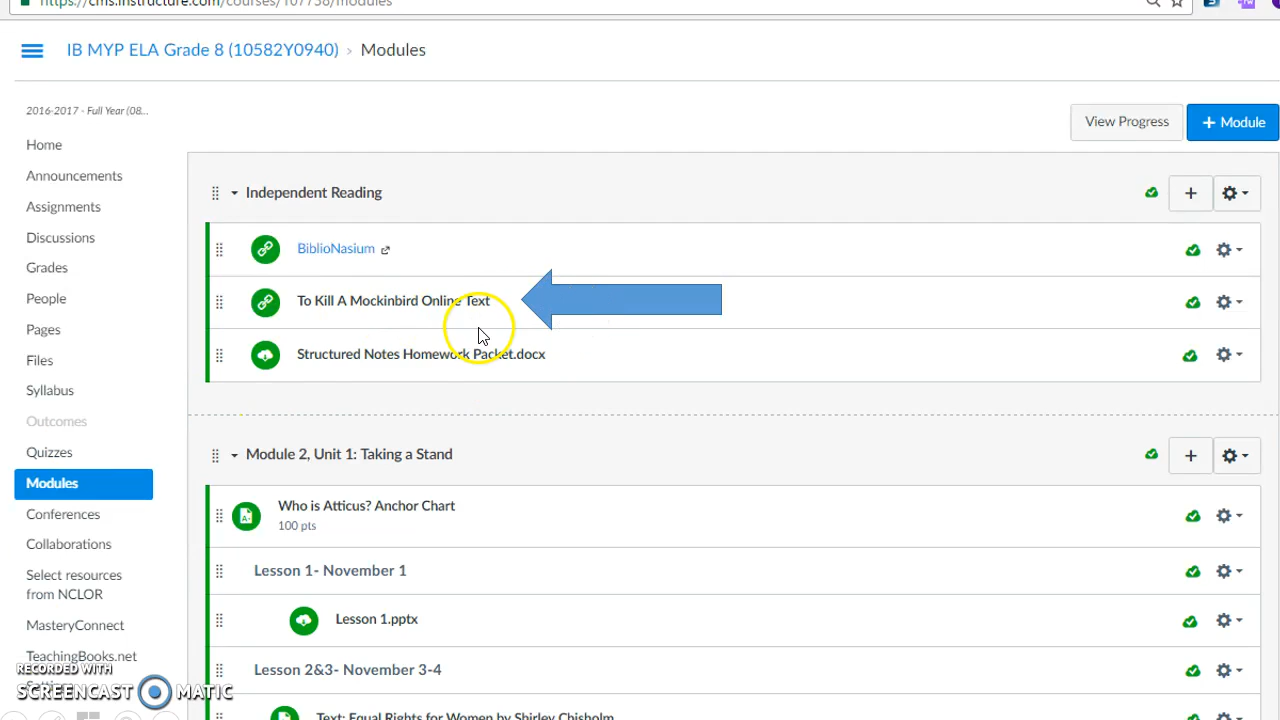 https://cms.instructure.com/courses/107758/modules
IB MYP ELA Grade 8 (10582Y0940) › Modules
2016-2017 - Full Year (08...
View Progress
+ Module
Home
Announcements
Assignments
Discussions
Grades
People
Pages
Files
Syllabus
Outcomes
Quizzes
Modules
Conferences
Collaborations
Select resources
from NCLOR
MasteryConnect
TeachingBooks.net
Independent Reading
BiblioNasium
To Kill A Mockinbird Online Text
Structured Notes Homework Packet.docx
Module 2, Unit 1: Taking a Stand
Who is Atticus? Anchor Chart
100 pts
Lesson 1- November 1
Lesson 1.pptx
Lesson 2&3- November 3-4
Text: Equal Rights for Women by Shirley Chisholm
RECORDED WITH
SCREENCAST MATIC